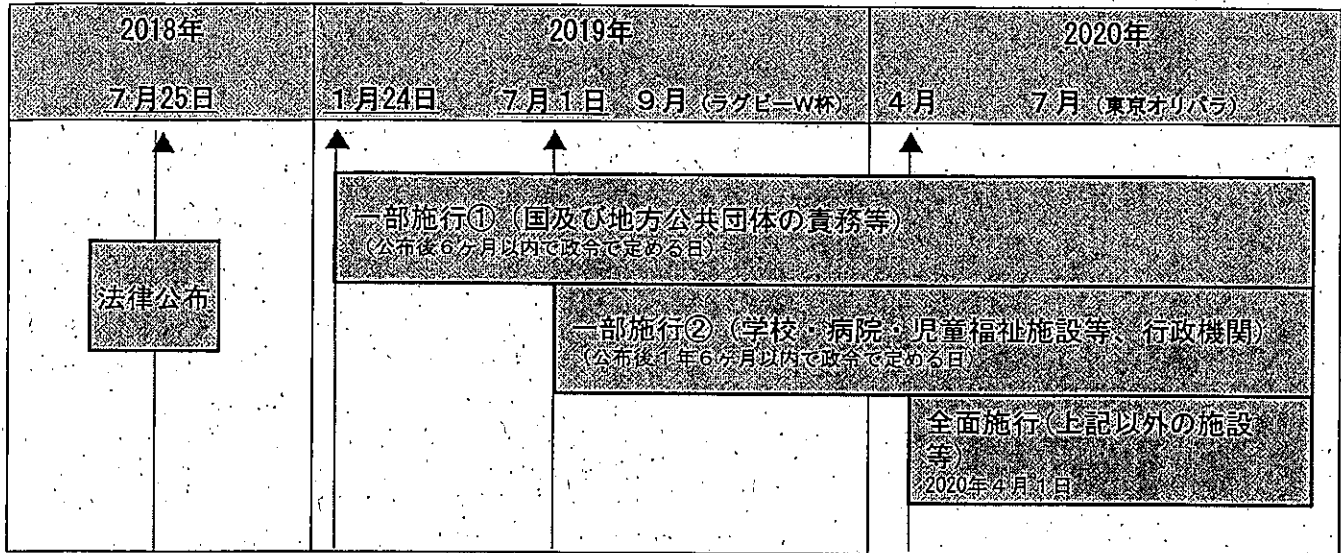 2018年
2019年
2020年
7月25日
1月24日 7月1日 9月（ラグビーW杯）
4月 7月（東京オリパラ）
一部施行①（国及び地方公共団体の責務等）
（公布後6ヶ月以内で政令で定める日）
法律公布
一部施行②（学校・病院・児童福祉施設等、行政機関）
（公布後1年6ヶ月以内で政令で定める日）
全面施行（上記以外の施設
等）
2020年4月1日